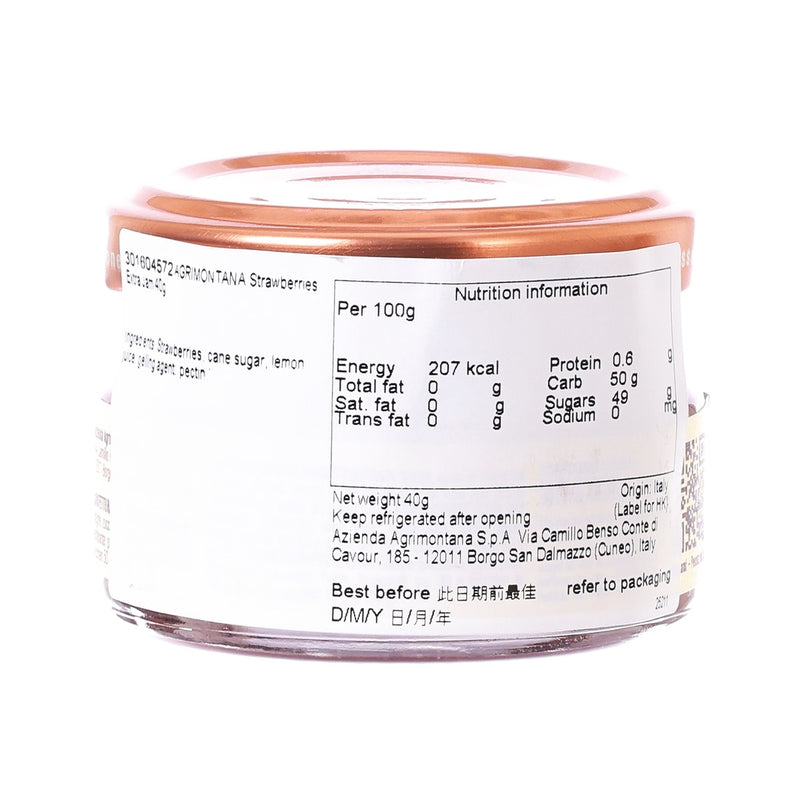 301604572 AGRIMONTANA Strawberries
Extra Jam 40g
Ingredients: Strawberries, cane sugar, lemon
juice, gelling agent: pectin
Nutrition information
Per 100g
Energy 207 kcal Protein 0.6 g
Total fat 0 g Carb 50 g
Sat. fat 0 g Sugars 49 g
Trans fat 0 g Sodium 0 mg
Net weight 40g Origin: Italy
Keep refrigerated after opening (Label for HK)
Azienda Agrimontana S.p.A Via Camillo Benso Conte di
Cavour, 185 - 12011 Borgo San Dalmazzo (Cuneo), Italy
Best before 此日期前最佳 refer to packaging
D/M/Y 日/月/年